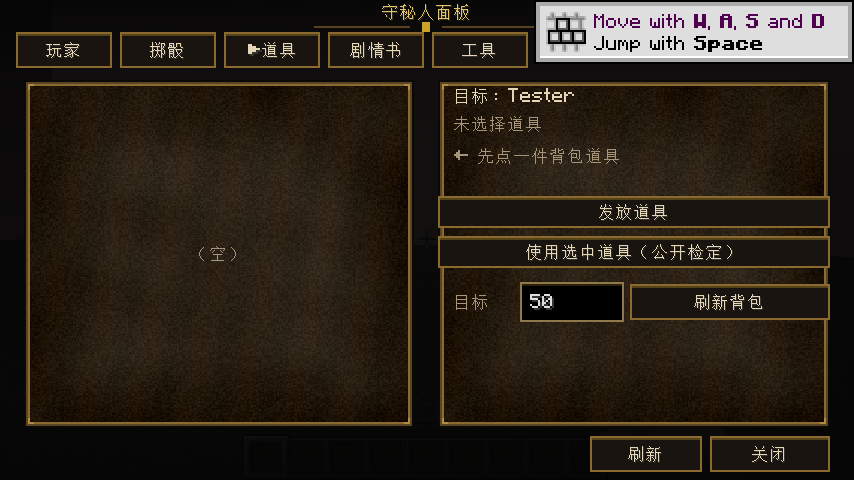 守秘人面板
Move with W, A, S and D
Jump with Space
玩家
掷骰
▶道具
剧情书
工具
目标：Tester
未选择道具
← 先点一件背包道具
发放道具
（空）
使用选中道具（公开检定）
目标
50
刷新背包
刷新
关闭